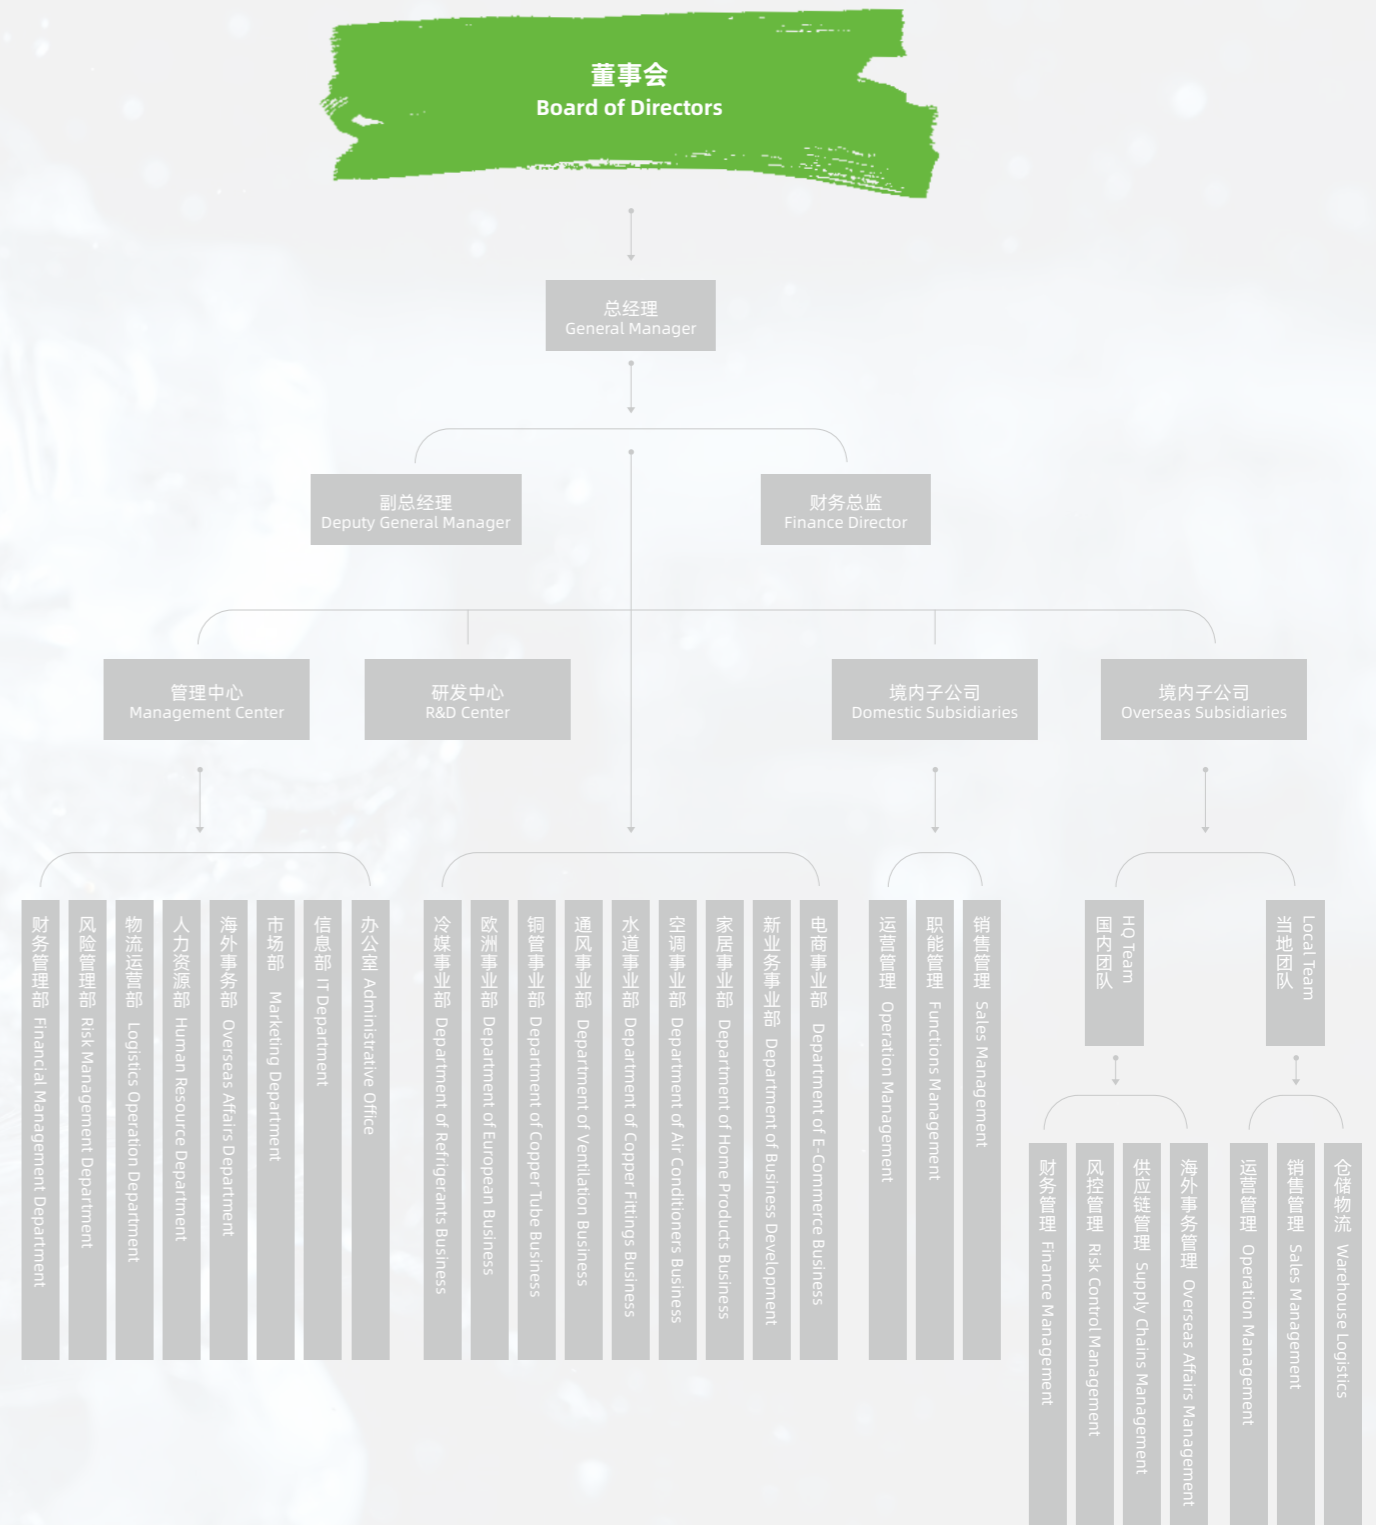 董事会
Board of Directors
总经理
General Manager
副总经理
Deputy General Manager
财务总监
Finance Director
管理中心
Management Center
研发中心
R&D Center
境内子公司
Domestic Subsidiaries
境内子公司
Overseas Subsidiaries
财务管理部 Financial Management Department
风险管理部 Risk Management Department
物流运营部 Logistics Operation Department
人力资源部 Human Resource Department
海外事务部 Overseas Affairs Department
市场部 Marketing Department
信息部 IT Department
办公室 Administrative Office
冷媒事业部 Department of Refrigerants Business
欧洲事业部 Department of European Business
铜管事业部 Department of Copper Tube Business
通风事业部 Department of Ventilation Business
水道事业部 Department of Copper Fittings Business
空调事业部 Department of Air Conditioners Business
家居事业部 Department of Home Products Business
新业务事业部 Department of Business Development
电商事业部 Department of E-Commerce Business
运营管理 Operation Management
职能管理 Functions Management
销售管理 Sales Management
国内团队
HQ Team
当地团队
Local Team
财务管理 Finance Management
风控管理 Risk Control Management
供应链管理 Supply Chains Management
海外事务管理 Overseas Affairs Management
运营管理 Operation Management
销售管理 Sales Management
仓储物流 Warehouse Logistics